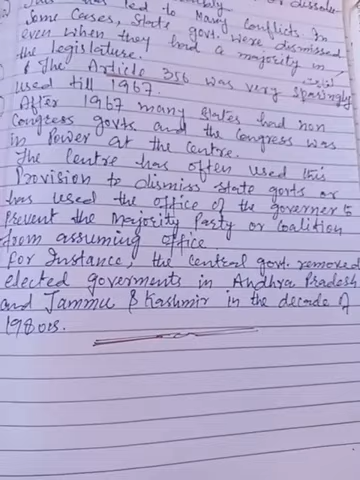 has led to Many conflicts. In
Some Cases, State govt. were dismissed
even when they had a majority in
the legislature.
The Article 356 was very sparingly
used till 1967.
After 1967 many states had non
Congress govts and the Congress was
in Power at the Centre.
The Centre has often used this
Provision to dismiss state govts or
has used the office of the governer to
Prevent the Majority Party or Coalition
from assuming office.
for Instance, the central govt. removed
elected goverments in Andhra Pradesh
and Jammu & Kashmir in the decade of
1980s.